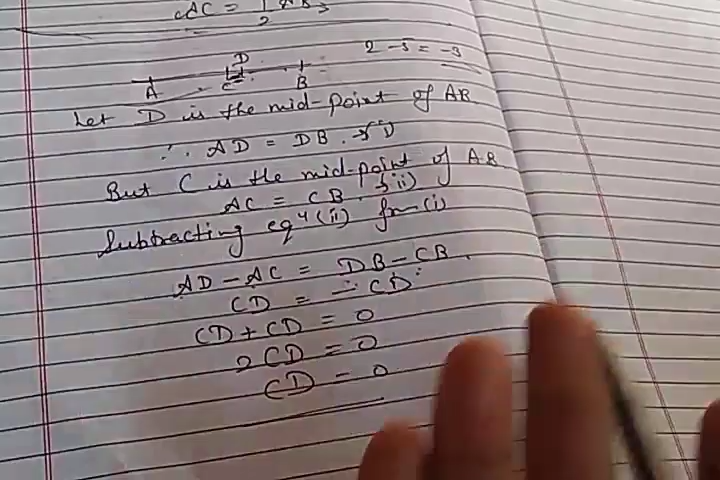 AC = 1/2 AB
2 - 5 = -3
D
A C B
Let D is the mid-point of AB
∴ AD = DB. → (i)
But C is the mid-point of AB
AC = CB. → (ii)
Subtracting eqn (ii) from (i)
AD - AC = DB - CB.
CD = - CD
CD + CD = 0
2 CD = 0
CD = 0